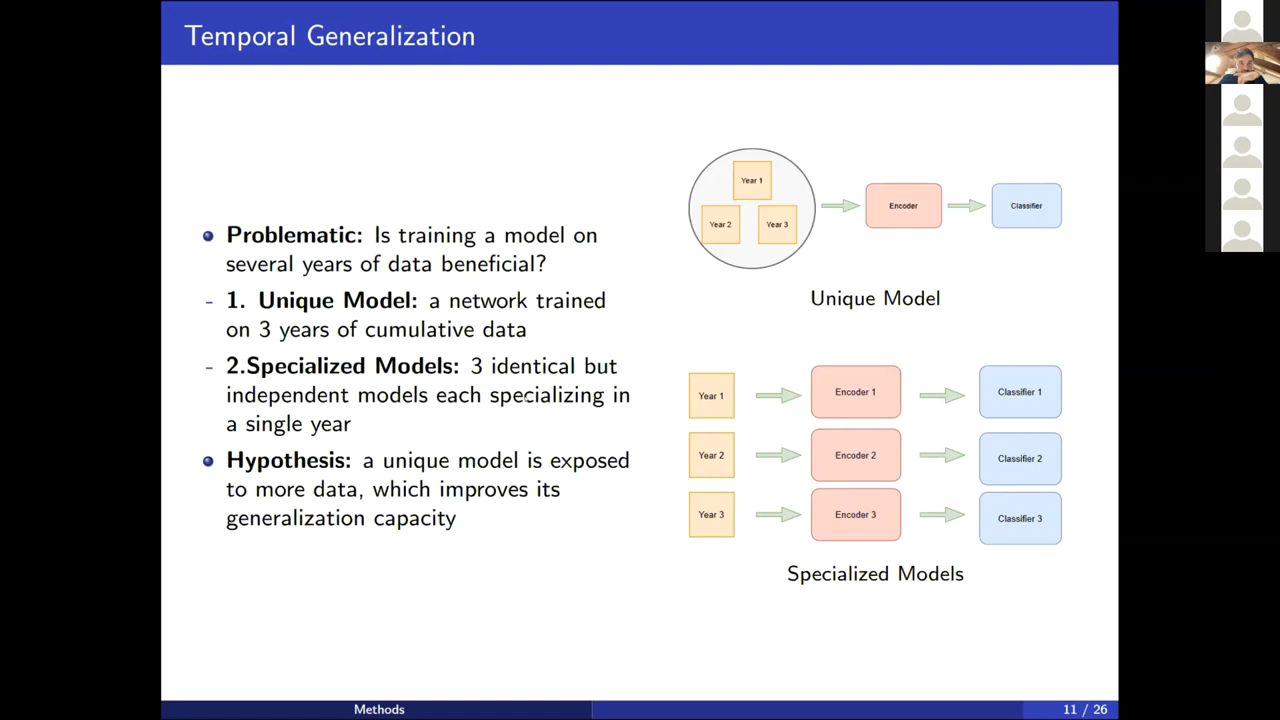 Temporal Generalization
Problematic: Is training a model on
several years of data beneficial?
- 1. Unique Model: a network trained
on 3 years of cumulative data
- 2.Specialized Models: 3 identical but
independent models each specializing in
a single year
Hypothesis: a unique model is exposed
to more data, which improves its
generalization capacity
Year 1
Year 2
Year 3
Encoder
Classifier
Unique Model
Year 1
Encoder 1
Classifier 1
Year 2
Encoder 2
Classifier 2
Year 3
Encoder 3
Classifier 3
Specialized Models
Methods
11 / 26